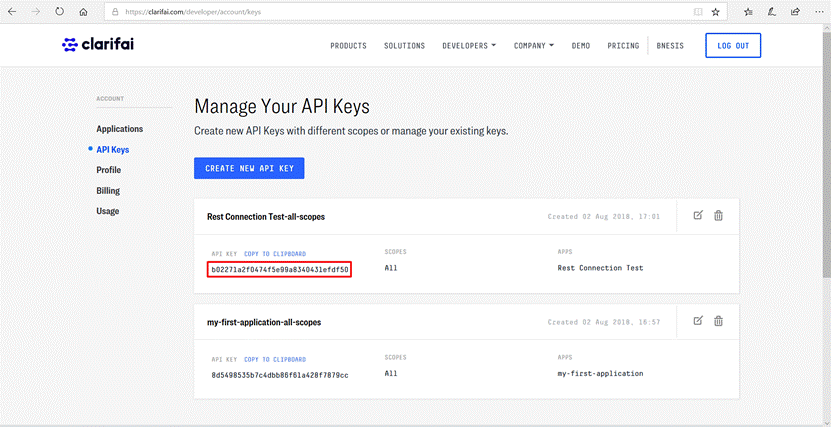 https://clarifai.com/developer/account/keys
clarifai
PRODUCTS SOLUTIONS DEVELOPERS COMPANY DEMO PRICING BNESIS LOG OUT
ACCOUNT
Applications
API Keys
Profile
Billing
Usage
Manage Your API Keys
Create new API Keys with different scopes or manage your existing keys.
CREATE NEW API KEY
Rest Connection Test-all-scopes Created 02 Aug 2018, 17:01
API KEY COPY TO CLIPBOARD SCOPES APPS
b02271a2f0474f5e99a834043lefdf50 All Rest Connection Test
my-first-application-all-scopes Created 02 Aug 2018, 16:57
API KEY COPY TO CLIPBOARD SCOPES APPS
8d5498535b7c4dbb86f61a428f7879cc All my-first-application